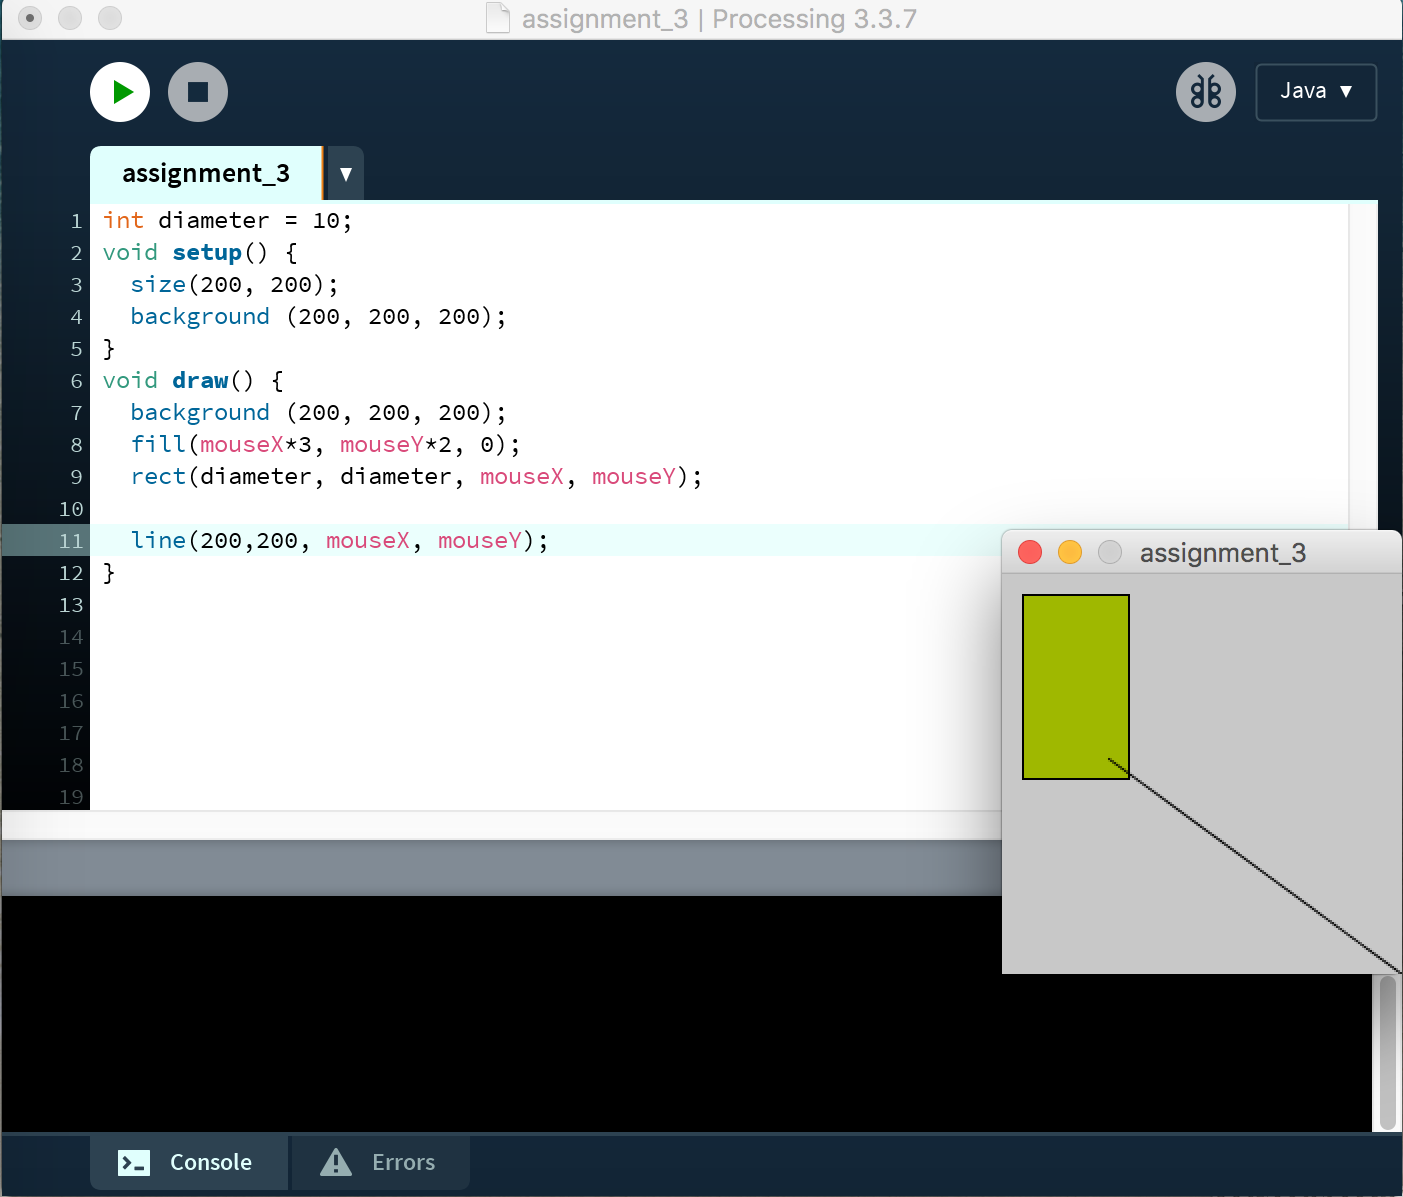 assignment_3 | Processing 3.3.7
Java ▼
assignment_3 ▼
1 int diameter = 10;
2 void setup() {
3   size(200, 200);
4   background (200, 200, 200);
5 }
6 void draw() {
7   background (200, 200, 200);
8   fill(mouseX*3, mouseY*2, 0);
9   rect(diameter, diameter, mouseX, mouseY);
10
11   line(200,200, mouseX, mouseY);
12 }
13
14
15
16
17
18
19
assignment_3
Console
Errors